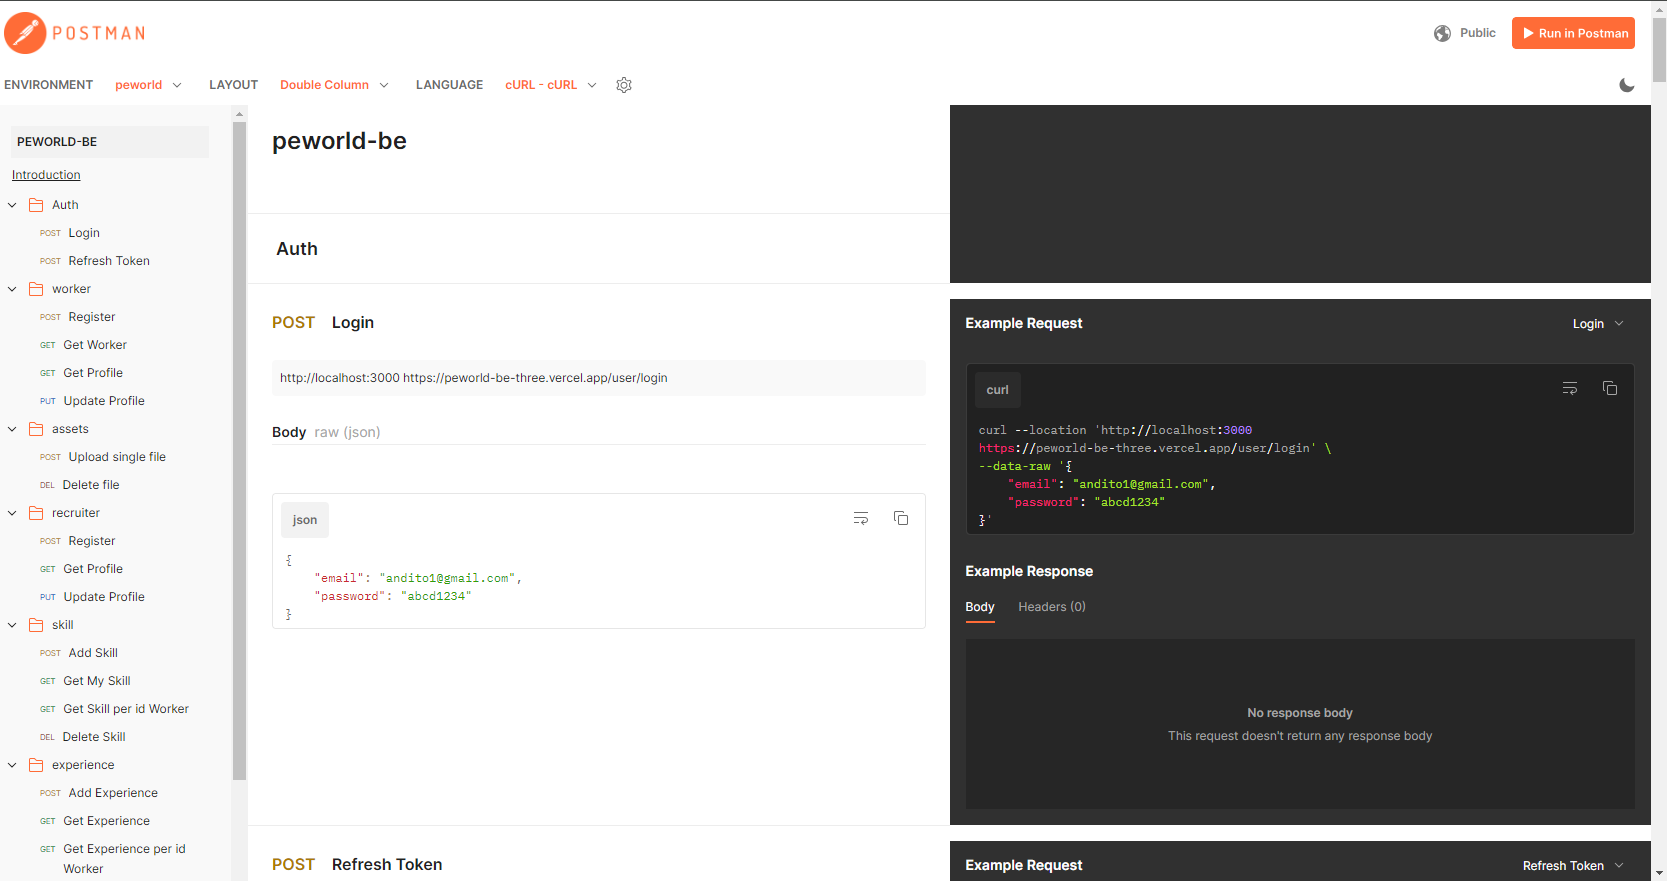 POSTMAN
Public
Run in Postman
ENVIRONMENT peworld LAYOUT Double Column LANGUAGE cURL - cURL
PEWORLD-BE
Introduction
Auth
POST Login
POST Refresh Token
worker
POST Register
GET Get Worker
GET Get Profile
PUT Update Profile
assets
POST Upload single file
DEL Delete file
recruiter
POST Register
GET Get Profile
PUT Update Profile
skill
POST Add Skill
GET Get My Skill
GET Get Skill per id Worker
DEL Delete Skill
experience
POST Add Experience
GET Get Experience
GET Get Experience per id
Worker
peworld-be
Auth
POST Login
http://localhost:3000 https://peworld-be-three.vercel.app/user/login
Body raw (json)
json
{
    "email": "andito1@gmail.com",
    "password": "abcd1234"
}
POST Refresh Token
Example Request
Login
curl
curl --location 'http://localhost:3000
https://peworld-be-three.vercel.app/user/login' \
--data-raw '{
    "email": "andito1@gmail.com",
    "password": "abcd1234"
}'
Example Response
Body Headers (0)
No response body
This request doesn't return any response body
Example Request
Refresh Token